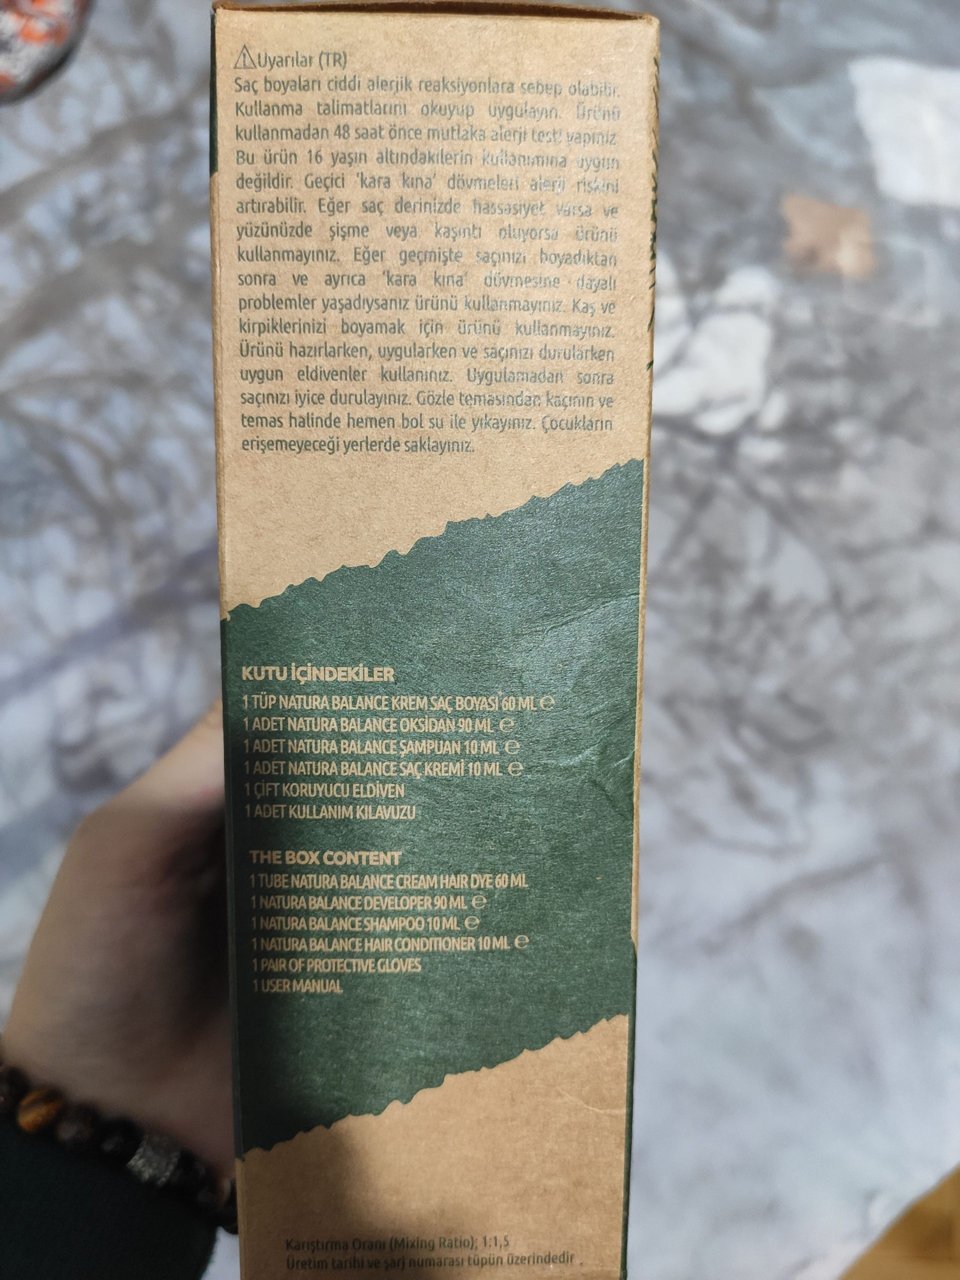 ⚠Uyarılar (TR)
Saç boyaları ciddi alerjik reaksiyonlara sebep olabilir.
Kullanma talimatlarını okuyup uygulayın. Ürünü
kullanmadan 48 saat önce mutlaka alerji testi yapınız.
Bu ürün 16 yaşın altındakilerin kullanımına uygun
değildir. Geçici ‘kara kına’ dövmeleri alerji riskini
artırabilir. Eğer saç derinizde hassasiyet varsa ve
yüzünüzde şişme veya kaşıntı oluyorsa ürünü
kullanmayınız. Eğer geçmişte saçınızı boyadıktan
sonra ve ayrıca ‘kara kına’ dövmesine dayalı
problemler yaşadıysanız ürünü kullanmayınız. Kaş ve
kirpiklerinizi boyamak için ürünü kullanmayınız.
Ürünü hazırlarken, uygularken ve saçınızı durularken
uygun eldivenler kullanınız. Uygulamadan sonra
saçınızı iyice durulayınız. Gözle temasından kaçının ve
temas halinde hemen bol su ile yıkayınız. Çocukların
erişemeyeceği yerlerde saklayınız.
KUTU İÇİNDEKİLER
1 TÜP NATURA BALANCE KREM SAÇ BOYASI 60 ML ℮
1 ADET NATURA BALANCE OKSİDAN 90 ML ℮
1 ADET NATURA BALANCE ŞAMPUAN 10 ML ℮
1 ADET NATURA BALANCE SAÇ KREMİ 10 ML ℮
1 ÇİFT KORUYUCU ELDİVEN
1 ADET KULLANIM KILAVUZU
THE BOX CONTENT
1 TUBE NATURA BALANCE CREAM HAIR DYE 60 ML
1 NATURA BALANCE DEVELOPER 90 ML ℮
1 NATURA BALANCE SHAMPOO 10 ML ℮
1 NATURA BALANCE HAIR CONDITIONER 10 ML ℮
1 PAIR OF PROTECTIVE GLOVES
1 USER MANUAL
Karıştırma Oranı (Mixing Ratio); 1:1,5
Üretim tarihi ve şarj numarası tüpün üzerindedir.